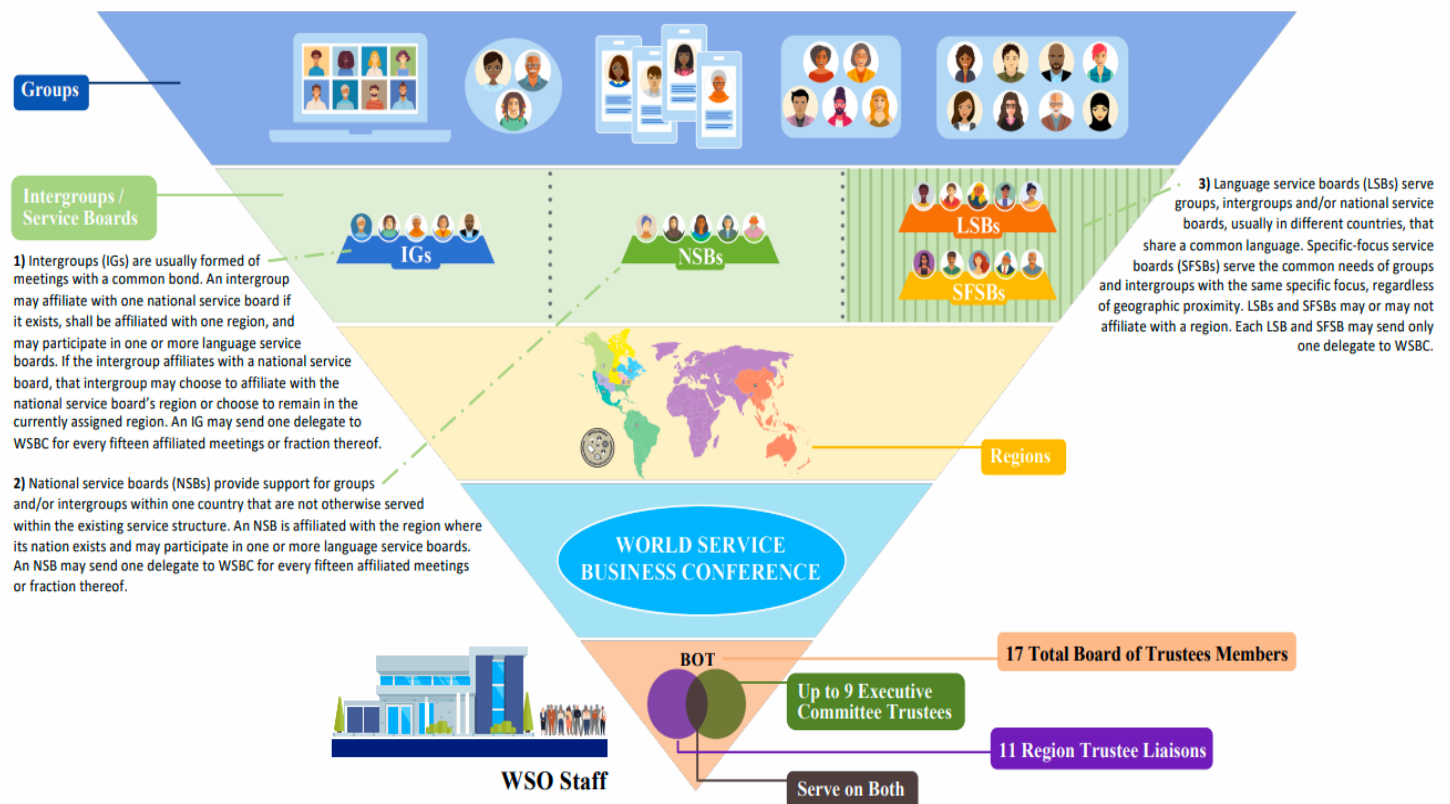 Groups
Intergroups /
Service Boards
IGs
NSBs
LSBs
SFSBs
1) Intergroups (IGs) are usually formed of
meetings with a common bond. An intergroup
may affiliate with one national service board if
it exists, shall be affiliated with one region, and
may participate in one or more language service
boards. If the intergroup affiliates with a national service
board, that intergroup may choose to affiliate with the
national service board’s region or choose to remain in the
currently assigned region. An IG may send one delegate to
WSBC for every fifteen affiliated meetings or fraction thereof.
2) National service boards (NSBs) provide support for groups
and/or intergroups within one country that are not otherwise served
within the existing service structure. An NSB is affiliated with the region where
its nation exists and may participate in one or more language service boards.
An NSB may send one delegate to WSBC for every fifteen affiliated meetings
or fraction thereof.
3) Language service boards (LSBs) serve
groups, intergroups and/or national service
boards, usually in different countries, that
share a common language. Specific-focus service
boards (SFSBs) serve the common needs of groups
and intergroups with the same specific focus, regardless
of geographic proximity. LSBs and SFSBs may or may not
affiliate with a region. Each LSB and SFSB may send only
one delegate to WSBC.
Regions
WORLD SERVICE
BUSINESS CONFERENCE
BOT
17 Total Board of Trustees Members
Up to 9 Executive
Committee Trustees
11 Region Trustee Liaisons
Serve on Both
WSO Staff